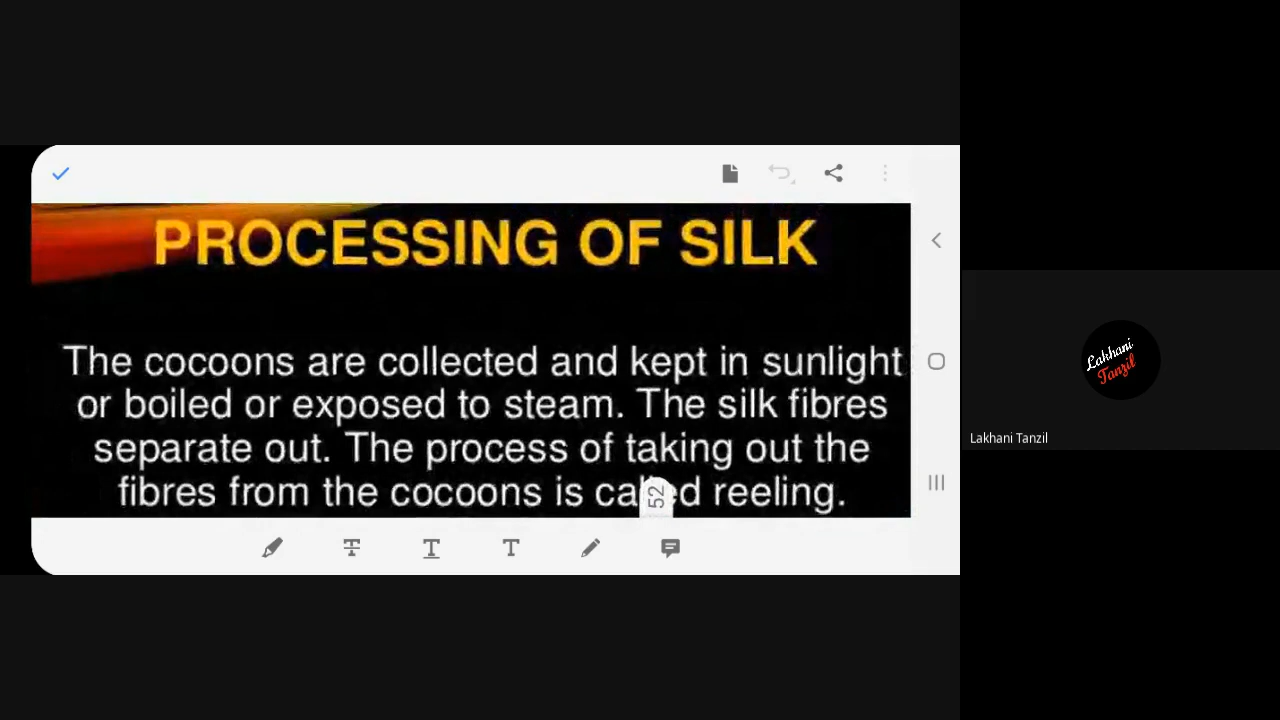 PROCESSING OF SILK
The cocoons are collected and kept in sunlight
or boiled or exposed to steam. The silk fibres
separate out. The process of taking out the
fibres from the cocoons is called reeling.
52
T
T
T
Lakhani
Tanzil
Lakhani Tanzil